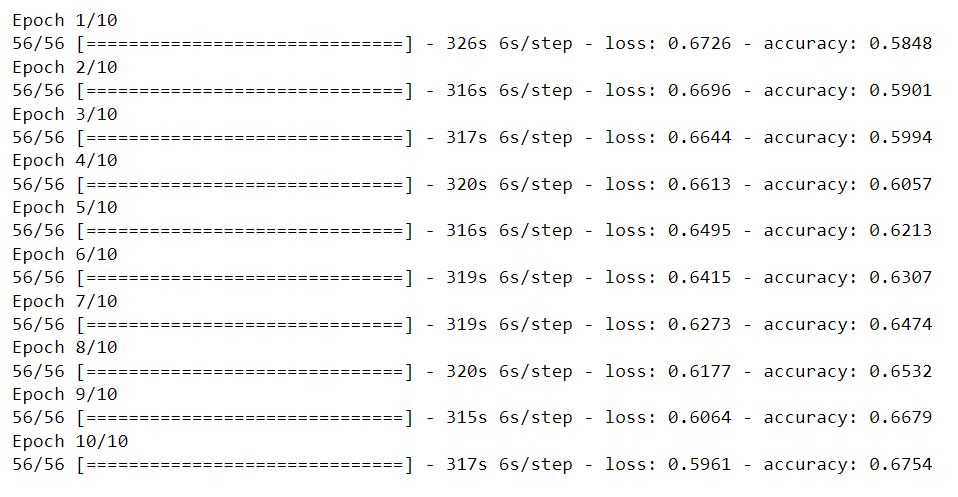 Epoch 1/10
56/56 [==============================] - 326s 6s/step - loss: 0.6726 - accuracy: 0.5848
Epoch 2/10
56/56 [==============================] - 316s 6s/step - loss: 0.6696 - accuracy: 0.5901
Epoch 3/10
56/56 [==============================] - 317s 6s/step - loss: 0.6644 - accuracy: 0.5994
Epoch 4/10
56/56 [==============================] - 320s 6s/step - loss: 0.6613 - accuracy: 0.6057
Epoch 5/10
56/56 [==============================] - 316s 6s/step - loss: 0.6495 - accuracy: 0.6213
Epoch 6/10
56/56 [==============================] - 319s 6s/step - loss: 0.6415 - accuracy: 0.6307
Epoch 7/10
56/56 [==============================] - 319s 6s/step - loss: 0.6273 - accuracy: 0.6474
Epoch 8/10
56/56 [==============================] - 320s 6s/step - loss: 0.6177 - accuracy: 0.6532
Epoch 9/10
56/56 [==============================] - 315s 6s/step - loss: 0.6064 - accuracy: 0.6679
Epoch 10/10
56/56 [==============================] - 317s 6s/step - loss: 0.5961 - accuracy: 0.6754